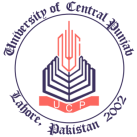 University of Central Punjab
UCP
Lahore, Pakistan 2002